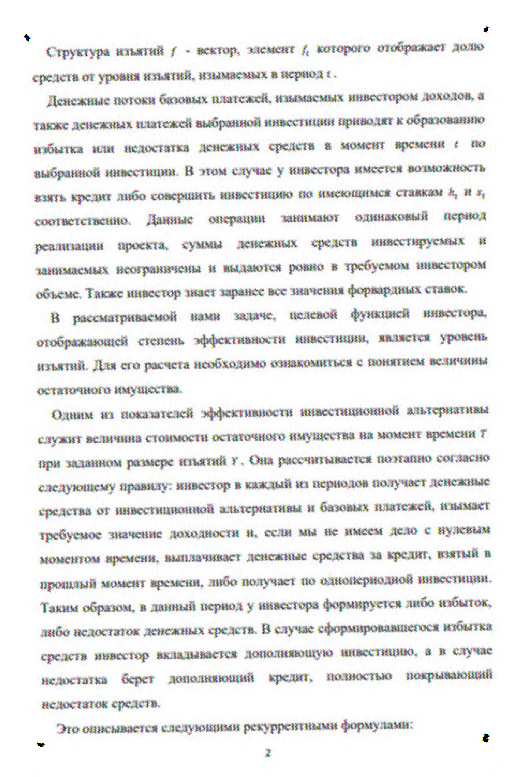 Структура изъятий f - вектор, элемент f_t которого отображает долю
средств от уровня изъятий, изымаемых в период t .
Денежные потоки базовых платежей, изымаемых инвестором доходов, а
также денежных платежей выбранной инвестиции приводят к образованию
избытка или недостатка денежных средств в момент времени t по
выбранной инвестиции. В этом случае у инвестора имеется возможность
взять кредит либо совершить инвестицию по имеющимся ставкам h_t и s_t
соответственно. Данные операции занимают одинаковый период
реализации проекта, суммы денежных средств инвестируемых и
занимаемых неограничены и выдаются ровно в требуемом инвестором
объеме. Также инвестор знает заранее все значения форвардных ставок.
В рассматриваемой нами задаче, целевой функцией инвестора,
отображающей степень эффективности инвестиции, является уровень
изъятий. Для его расчета необходимо ознакомиться с понятием величины
остаточного имущества.
Одним из показателей эффективности инвестиционной альтернативы
служит величина стоимости остаточного имущества на момент времени T
при заданном размере изъятий Y . Она рассчитывается поэтапно согласно
следующему правилу: инвестор в каждый из периодов получает денежные
средства от инвестиционной альтернативы и базовых платежей, изымает
требуемое значение доходности и, если мы не имеем дело с нулевым
моментом времени, выплачивает денежные средства за кредит, взятый в
прошлый момент времени, либо получает по однопериодной инвестиции.
Таким образом, в данный период у инвестора формируется либо избыток,
либо недостаток денежных средств. В случае сформировавшегося избытка
средств инвестор вкладывается дополняющую инвестицию, а в случае
недостатка берет дополняющий кредит, полностью покрывающий
недостаток средств.
Это описывается следующими рекуррентными формулами:
2